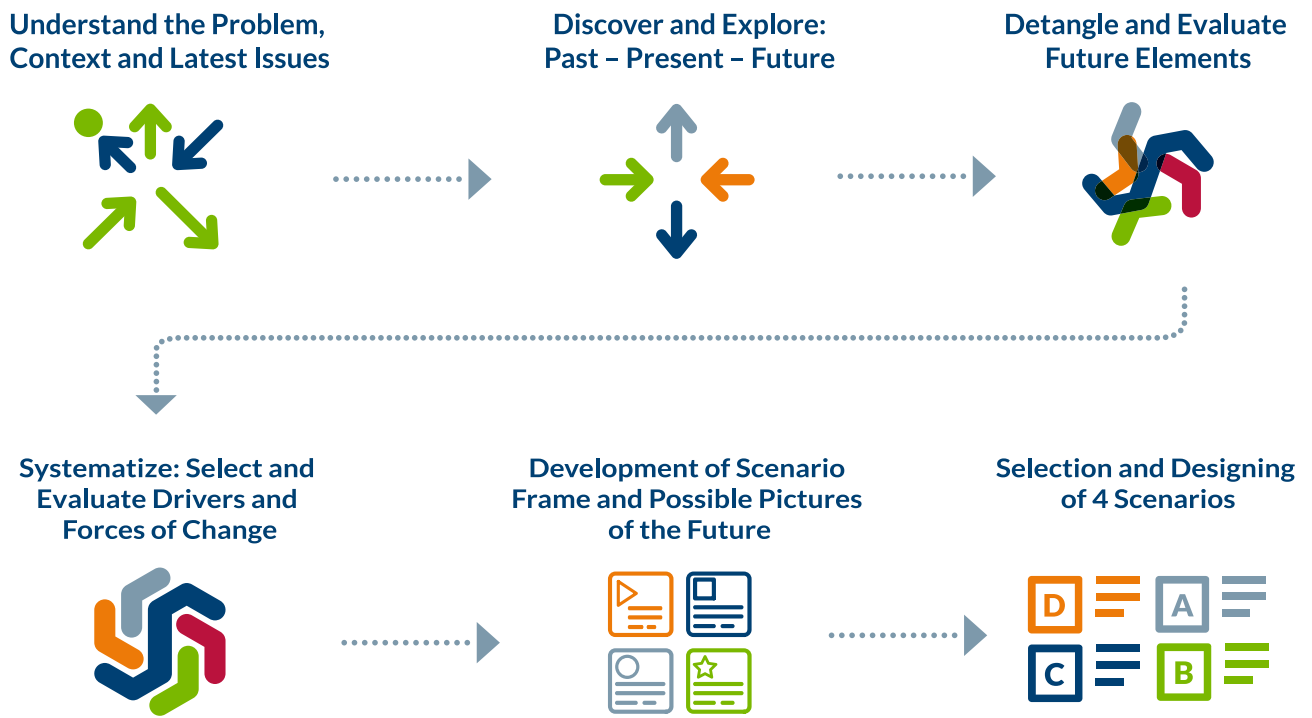 Understand the Problem,
Context and Latest Issues
Discover and Explore:
Past – Present – Future
Detangle and Evaluate
Future Elements
Systematize: Select and
Evaluate Drivers and
Forces of Change
Development of Scenario
Frame and Possible Pictures
of the Future
Selection and Designing
of 4 Scenarios
D
A
C
B